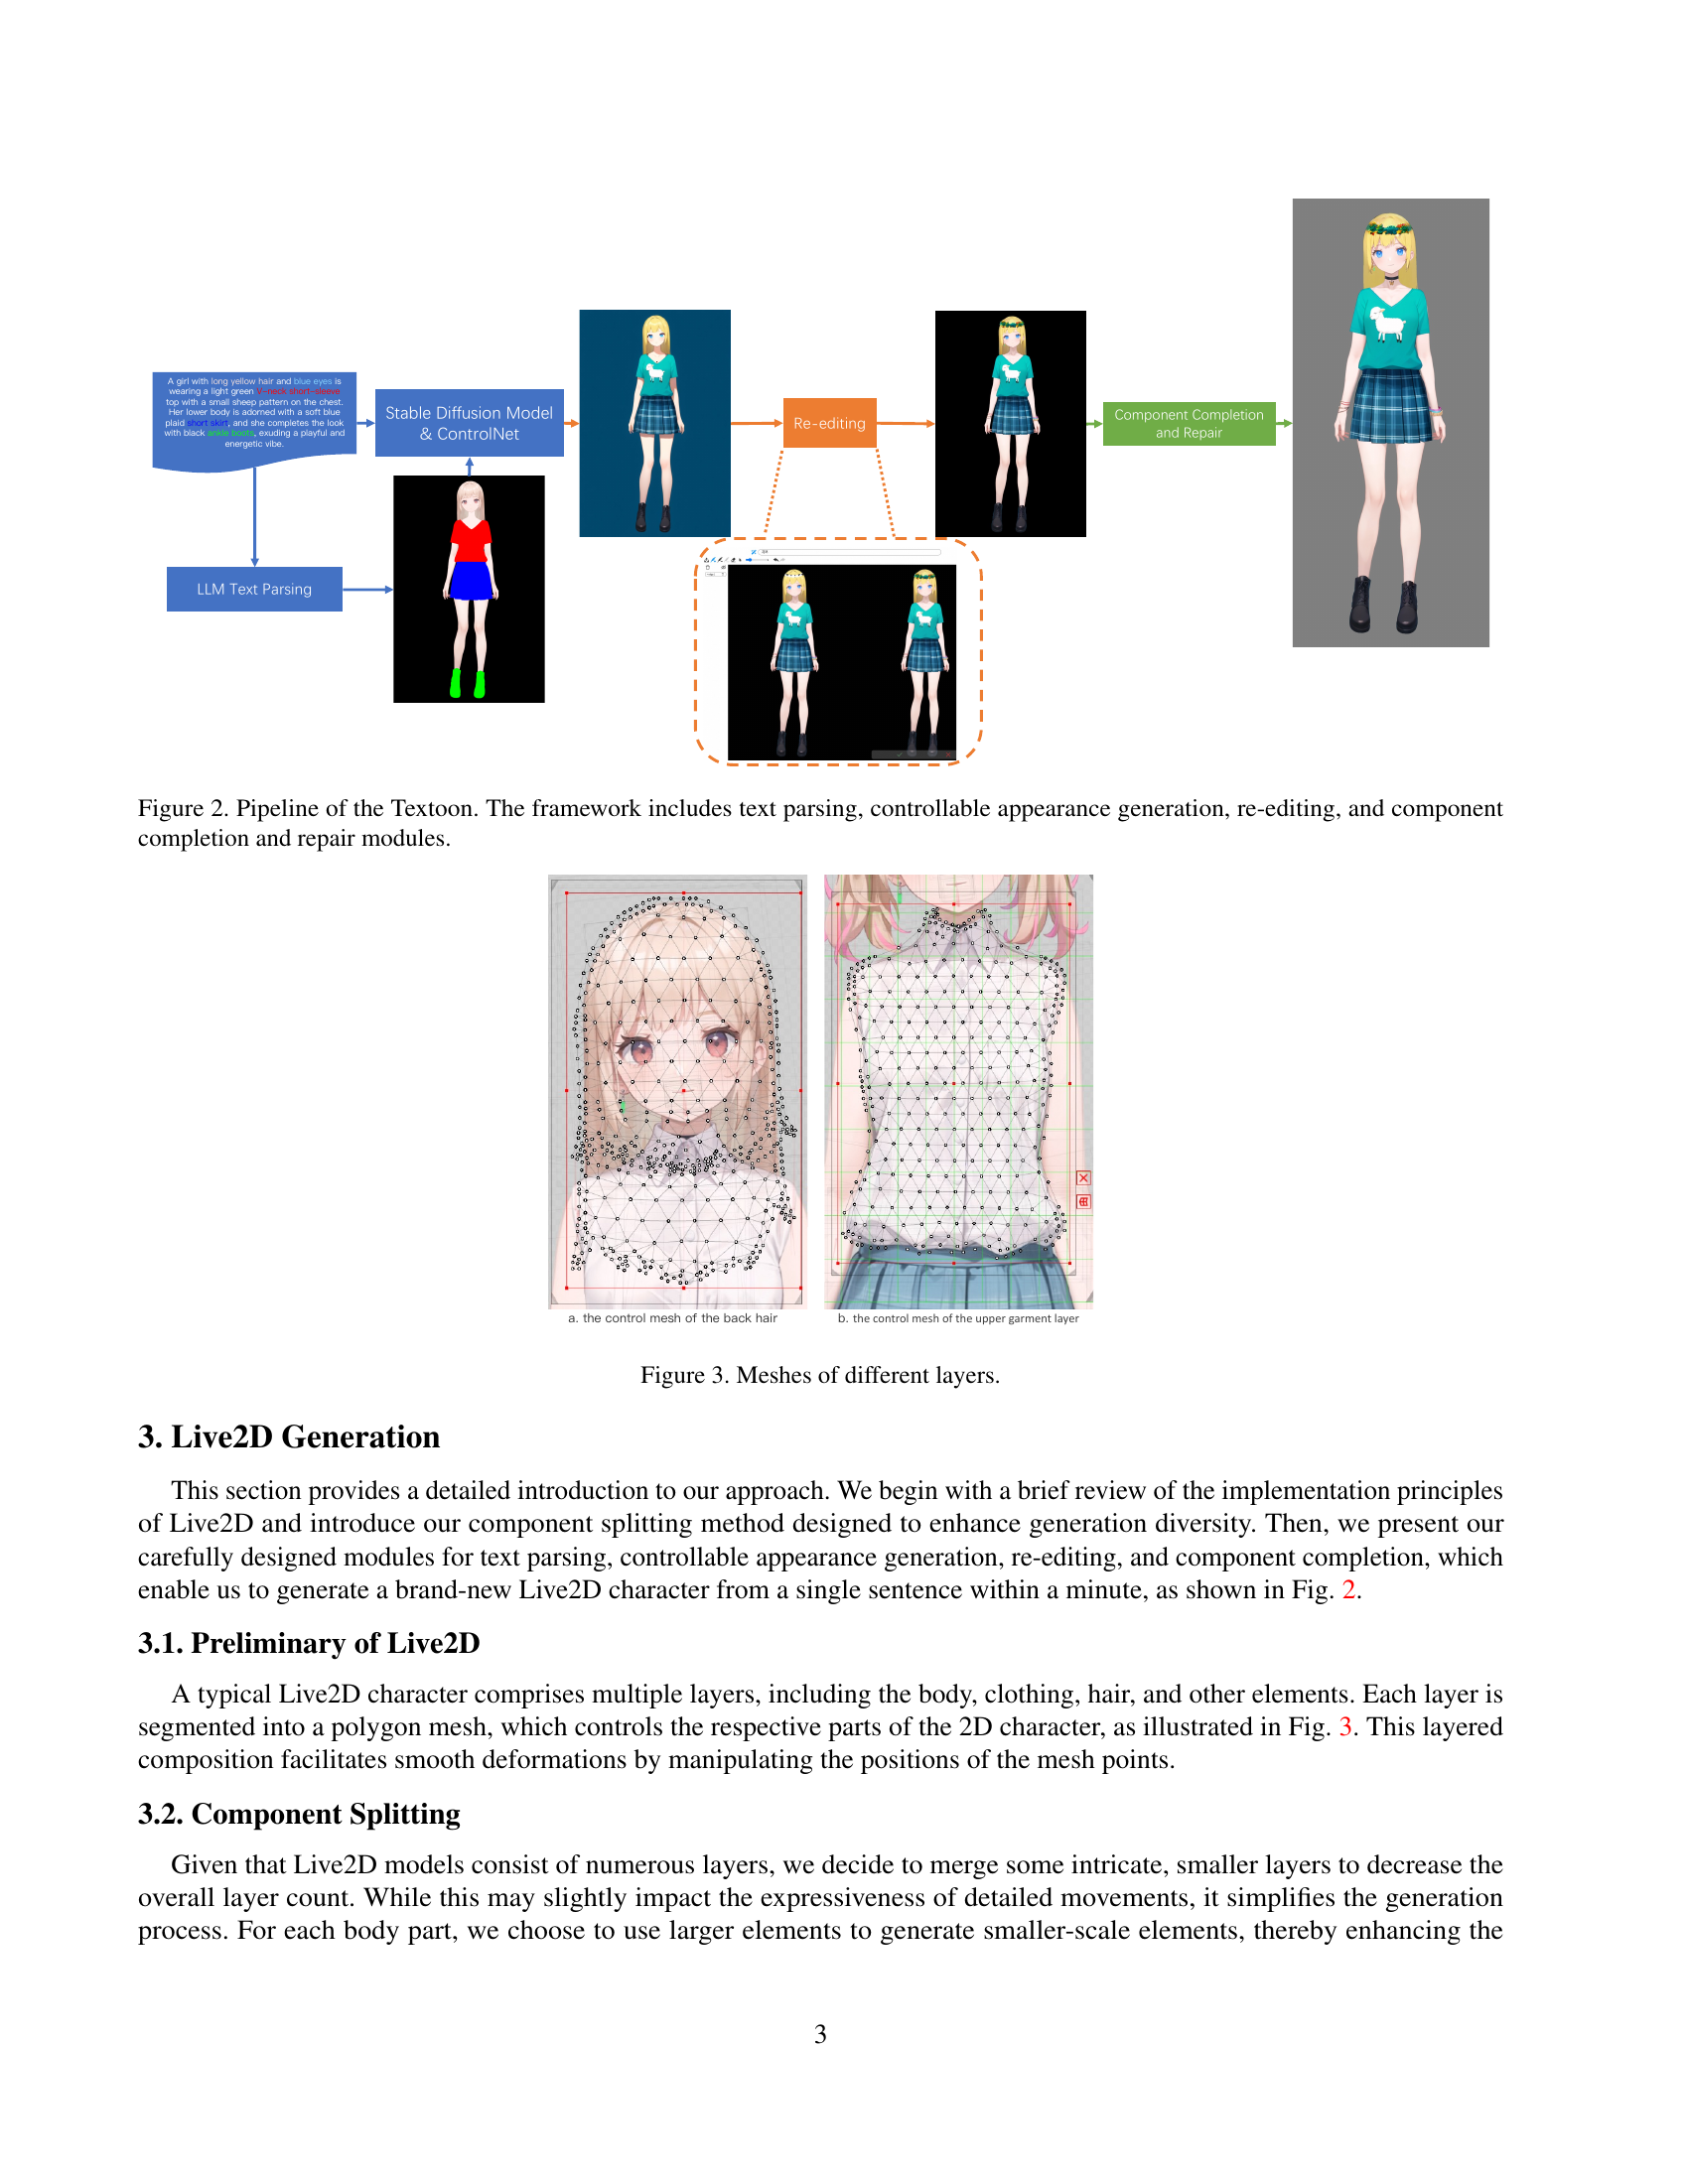 A girl with long yellow hair and blue eyes is
wearing a light green v-neck short-sleeve
top with a small sheep pattern on the chest.
Her lower body is adorned with a soft blue
plaid short skirt, and she completes the look
with black ankle boots, exuding a playful and
energetic vibe.
Stable Diffusion Model
& ControlNet
LLM Text Parsing
Re-editing
Component Completion
and Repair
Figure 2. Pipeline of the Textoon. The framework includes text parsing, controllable appearance generation, re-editing, and component
completion and repair modules.
a. the control mesh of the back hair
b. the control mesh of the upper garment layer
Figure 3. Meshes of different layers.
3. Live2D Generation
This section provides a detailed introduction to our approach. We begin with a brief review of the implementation principles
of Live2D and introduce our component splitting method designed to enhance generation diversity. Then, we present our
carefully designed modules for text parsing, controllable appearance generation, re-editing, and component completion, which
enable us to generate a brand-new Live2D character from a single sentence within a minute, as shown in Fig. 2.
3.1. Preliminary of Live2D
A typical Live2D character comprises multiple layers, including the body, clothing, hair, and other elements. Each layer is
segmented into a polygon mesh, which controls the respective parts of the 2D character, as illustrated in Fig. 3. This layered
composition facilitates smooth deformations by manipulating the positions of the mesh points.
3.2. Component Splitting
Given that Live2D models consist of numerous layers, we decide to merge some intricate, smaller layers to decrease the
overall layer count. While this may slightly impact the expressiveness of detailed movements, it simplifies the generation
process. For each body part, we choose to use larger elements to generate smaller-scale elements, thereby enhancing the
3